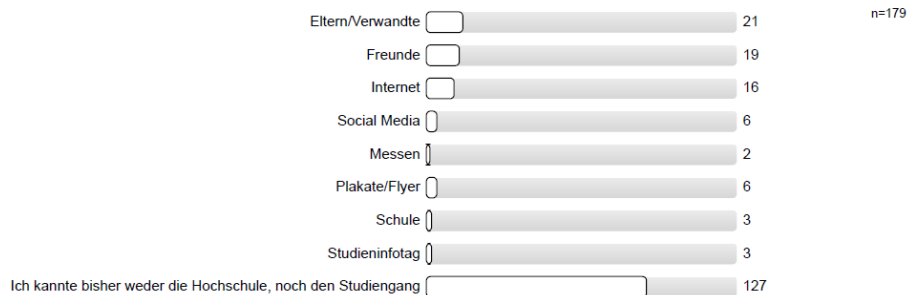 Eltern/Verwandte 21 n=179
Freunde 19
Internet 16
Social Media 6
Messen 2
Plakate/Flyer 6
Schule 3
Studieninfotag 3
Ich kannte bisher weder die Hochschule, noch den Studiengang 127